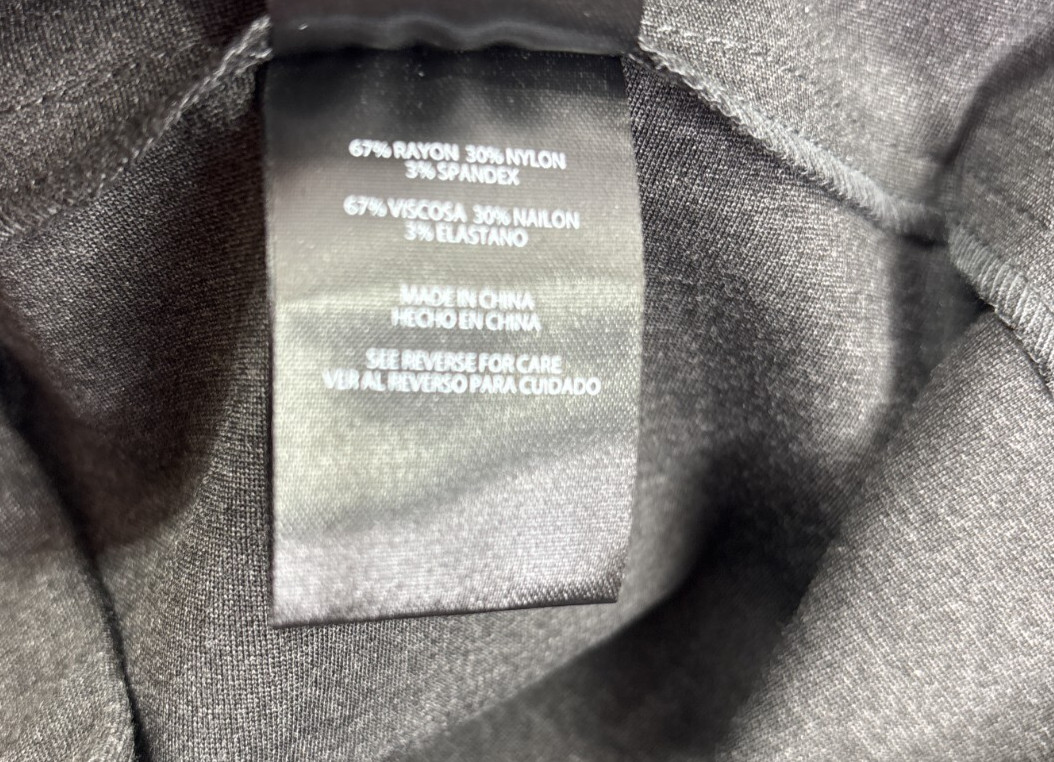 67% RAYON 30% NYLON
3% SPANDEX
67% VISCOSA 30% NAILON
3% ELASTANO
MADE IN CHINA
HECHO EN CHINA
SEE REVERSE FOR CARE
VER AL REVERSO PARA CUIDADO